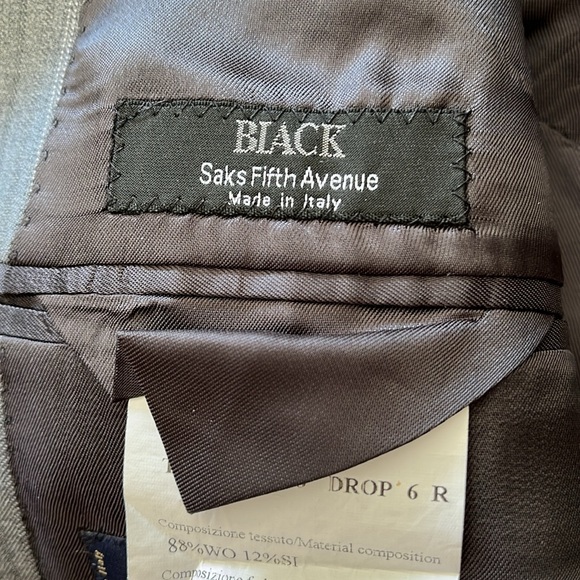 BLACK
Saks Fifth Avenue
Made in Italy
DROP 6 R
Composizione tessuto/Material composition
88%WO 12%SI